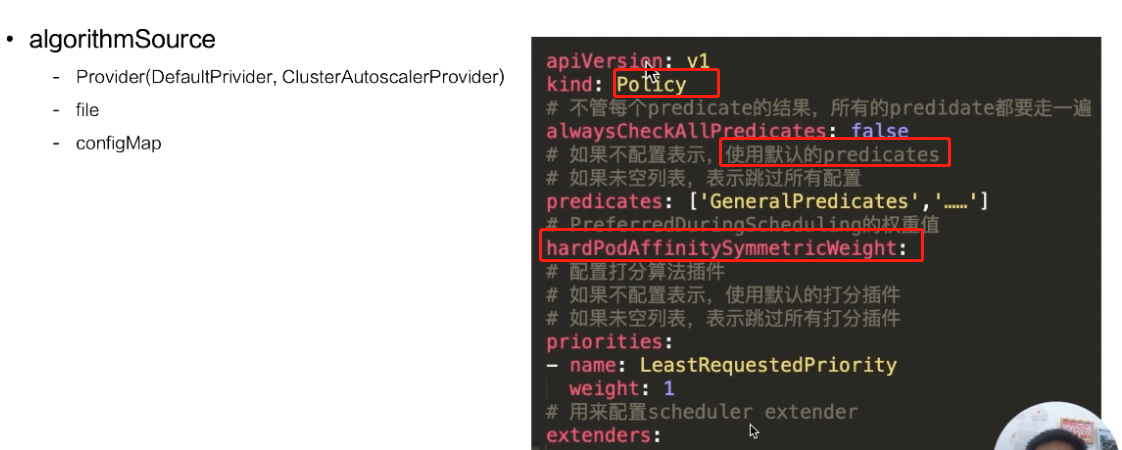 • algorithmSource
- Provider(DefaultPrivider, ClusterAutoscalerProvider)
- file
- configMap
apiVersion: v1
kind: Policy
# 不管每个predicate的结果，所有的predidate都要走一遍
alwaysCheckAllPredicates: false
# 如果不配置表示，使用默认的predicates
# 如果未空列表，表示跳过所有配置
predicates: ['GeneralPredicates','……']
# PreferredDuringScheduling的权重值
hardPodAffinitySymmetricWeight:
# 配置打分算法插件
# 如果不配置表示，使用默认的打分插件
# 如果未空列表，表示跳过所有打分插件
priorities:
- name: LeastRequestedPriority
  weight: 1
# 用来配置scheduler extender
extenders: